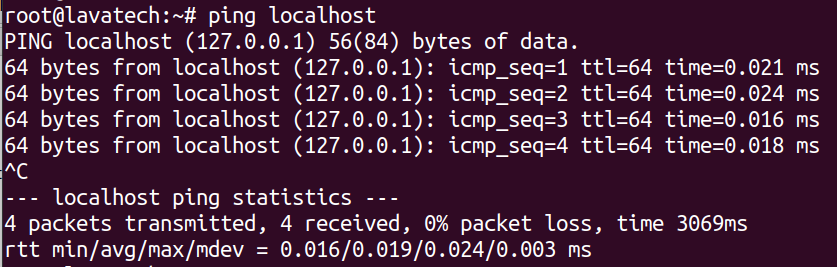 root@lavatech:~# ping localhost
PING localhost (127.0.0.1) 56(84) bytes of data.
64 bytes from localhost (127.0.0.1): icmp_seq=1 ttl=64 time=0.021 ms
64 bytes from localhost (127.0.0.1): icmp_seq=2 ttl=64 time=0.024 ms
64 bytes from localhost (127.0.0.1): icmp_seq=3 ttl=64 time=0.016 ms
64 bytes from localhost (127.0.0.1): icmp_seq=4 ttl=64 time=0.018 ms
^C
--- localhost ping statistics ---
4 packets transmitted, 4 received, 0% packet loss, time 3069ms
rtt min/avg/max/mdev = 0.016/0.019/0.024/0.003 ms